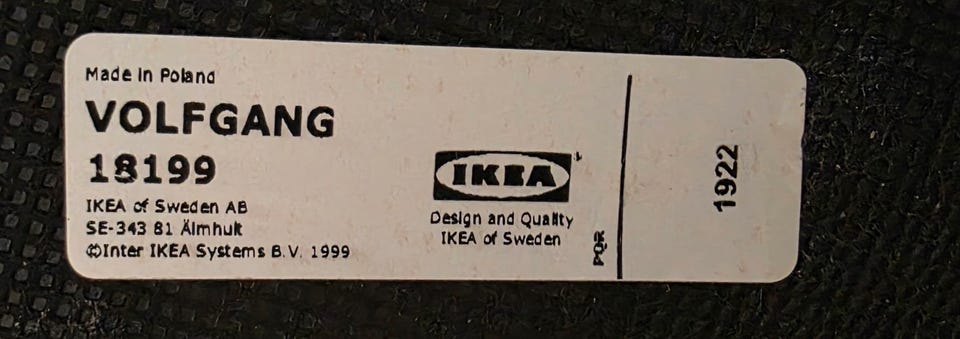 Made in Poland
VOLFGANG
18199
IKEA of Sweden AB
SE-343 81 Älmhult
©Inter IKEA Systems B.V. 1999
IKEA
Design and Quality
IKEA of Sweden
PQR
1922